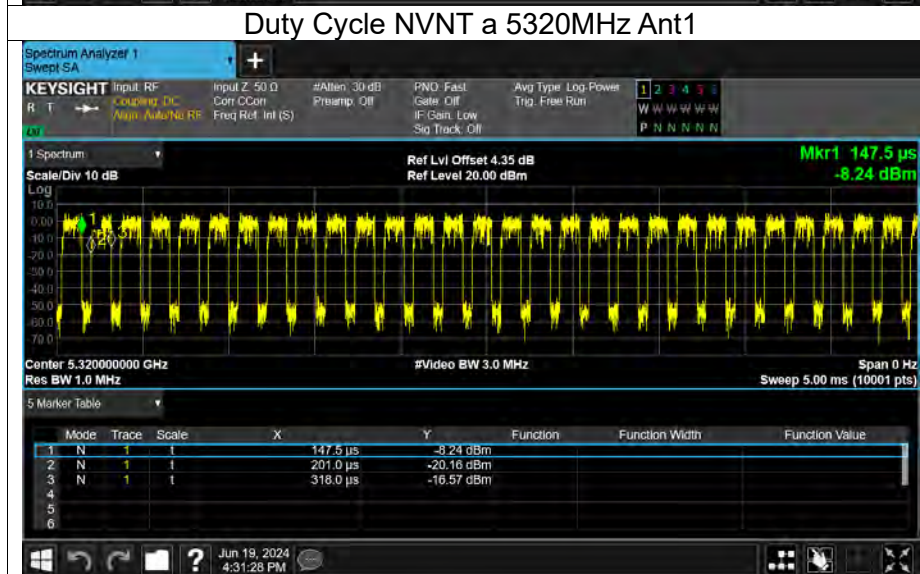 Duty Cycle NVNT a 5320MHz Ant1
Spectrum Analyzer 1
Swept SA
+
KEYSIGHT Input: RF Input Z: 50 Ω #Atten: 30 dB PNO: Fast Avg Type: Log-Power 1 2 3 4 5 6
R T Coupling: DC Corr CCorr Preamp: Off Gate: Off Trig: Free Run W W W W W W
Align: Auto/No RF Freq Ref: Int (S) IF Gain: Low
Sig Track: Off P N N N N N
1 Spectrum
Ref Lvl Offset 4.35 dB Mkr1 147.5 µs
Scale/Div 10 dB Ref Level 20.00 dBm -8.24 dBm
Log
10.0
0.00
-10.0
-20.0
-30.0
-40.0
-50.0
-60.0
-70.0
1
2
3
Center 5.320000000 GHz #Video BW 3.0 MHz Span 0 Hz
Res BW 1.0 MHz Sweep 5.00 ms (10001 pts)
5 Marker Table
Mode Trace Scale X Y Function Function Width Function Value
1 N 1 t 147.5 µs -8.24 dBm
2 N 1 t 201.0 µs -20.16 dBm
3 N 1 t 318.0 µs -16.57 dBm
4
5
6
? Jun 19, 2024
4:31:28 PM